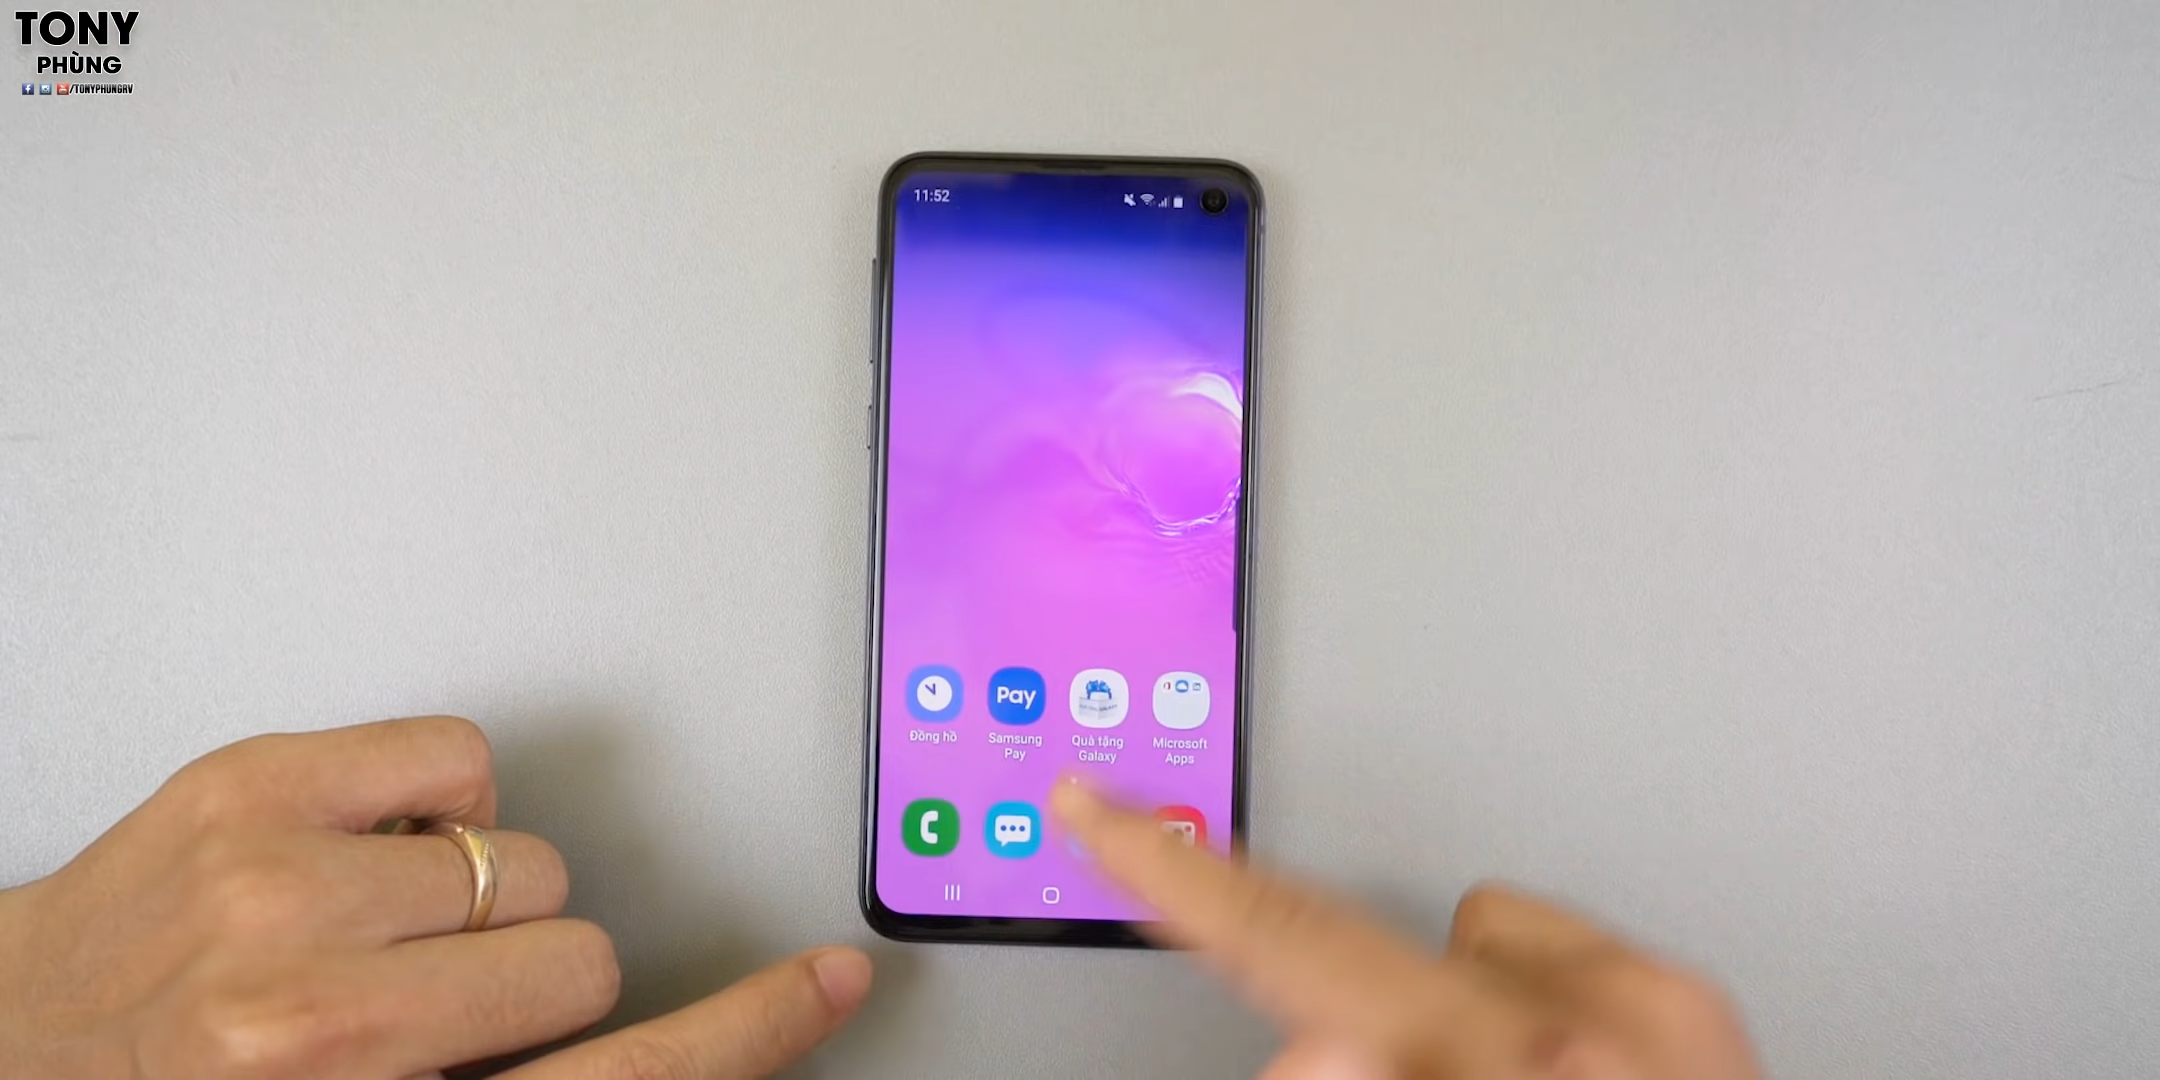 TONY
PHÙNG
/TONYPHUNGRV
11:52
Pay
Đồng hồ
Samsung
Pay
Quà tặng
Galaxy
Microsoft
Apps